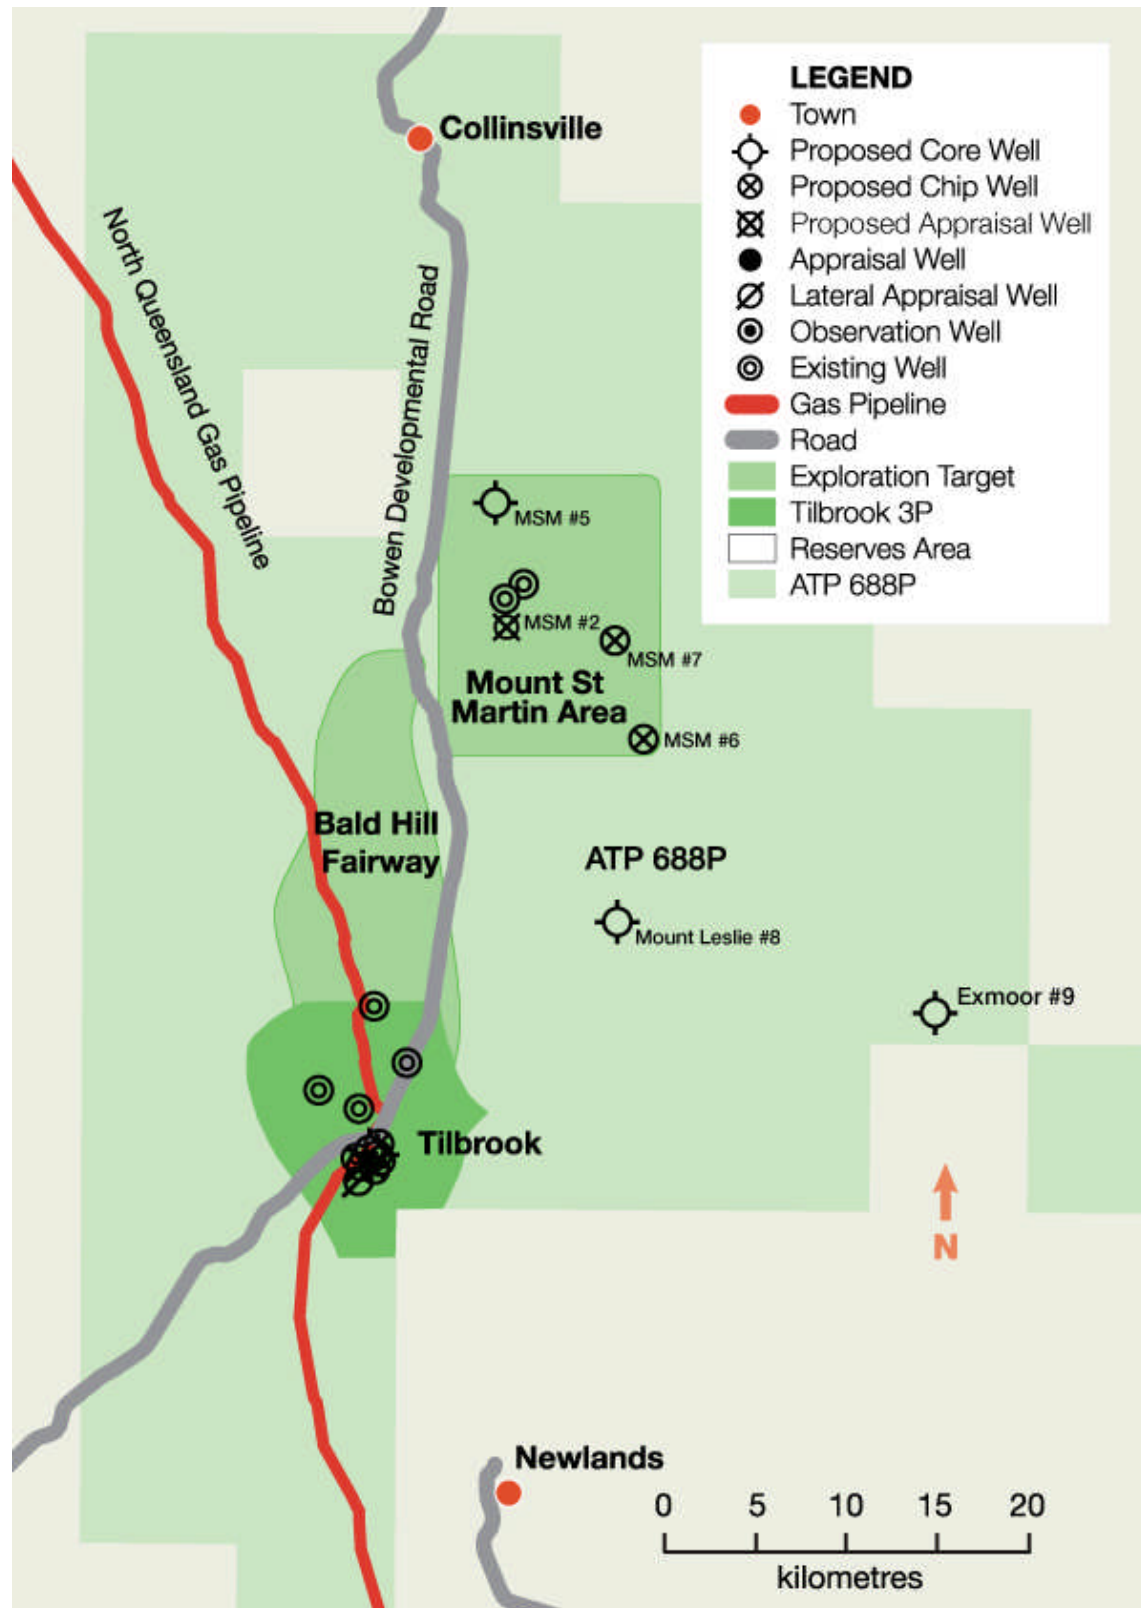 LEGEND
Town
Proposed Core Well
Proposed Chip Well
Proposed Appraisal Well
Appraisal Well
Lateral Appraisal Well
Observation Well
Existing Well
Gas Pipeline
Road
Exploration Target
Tilbrook 3P
Reserves Area
ATP 688P
Collinsville
North Queensland Gas Pipeline
Bowen Developmental Road
MSM #5
MSM #2
MSM #7
Mount St
Martin Area
MSM #6
Bald Hill
Fairway
ATP 688P
Mount Leslie #8
Exmoor #9
Tilbrook
N
Newlands
0 5 10 15 20
kilometres